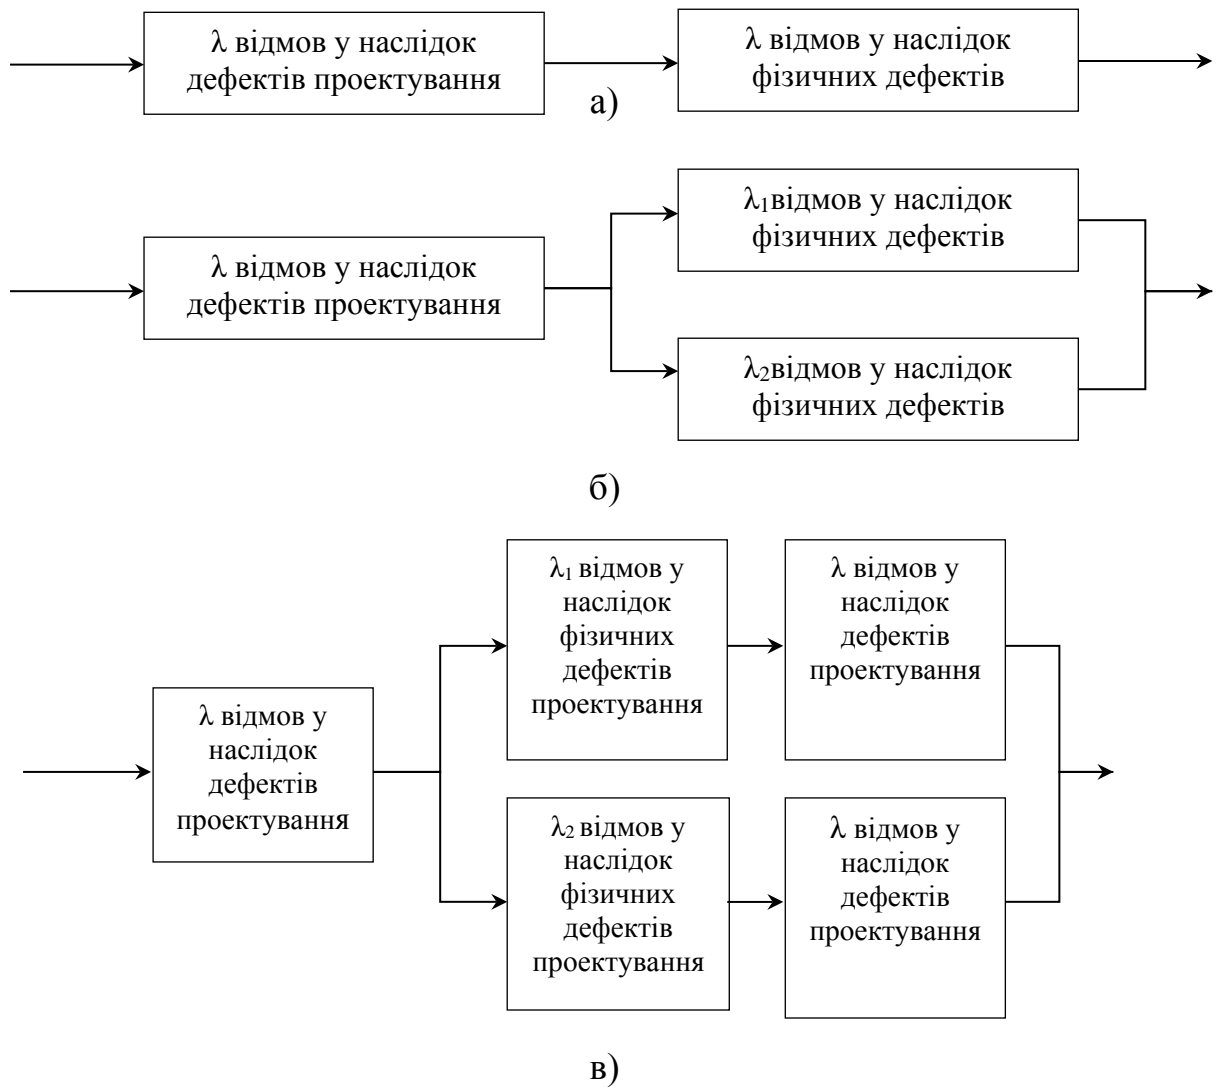 λ відмов у наслідок
дефектів проектування
λ відмов у наслідок
фізичних дефектів
а)
λ відмов у наслідок
дефектів проектування
λ1відмов у наслідок
фізичних дефектів
λ2відмов у наслідок
фізичних дефектів
б)
λ відмов у
наслідок
дефектів
проектування
λ1 відмов у
наслідок
фізичних
дефектів
проектування
λ відмов у
наслідок
дефектів
проектування
λ2 відмов у
наслідок
фізичних
дефектів
проектування
λ відмов у
наслідок
дефектів
проектування
в)